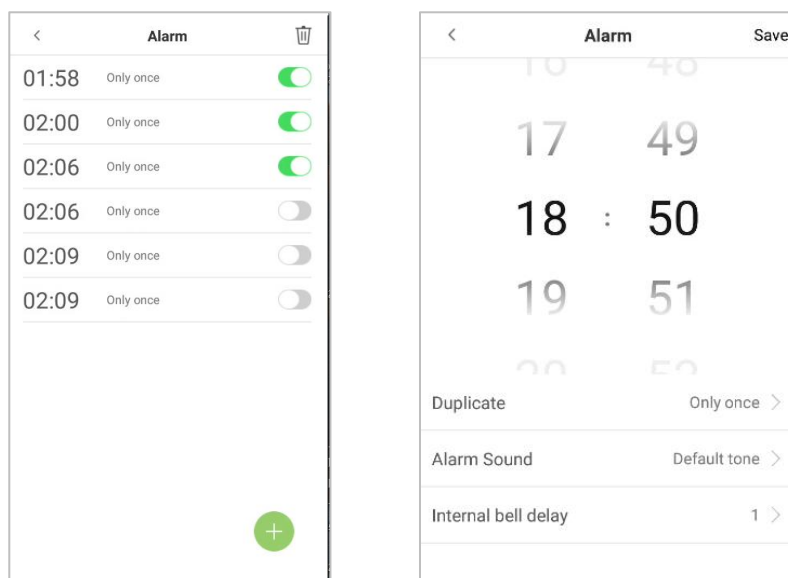 Alarm
01:58 Only once
02:00 Only once
02:06 Only once
02:06 Only once
02:09 Only once
02:09 Only once
Alarm Save
17 49
18 : 50
19 51
Duplicate Only once
Alarm Sound Default tone
Internal bell delay 1